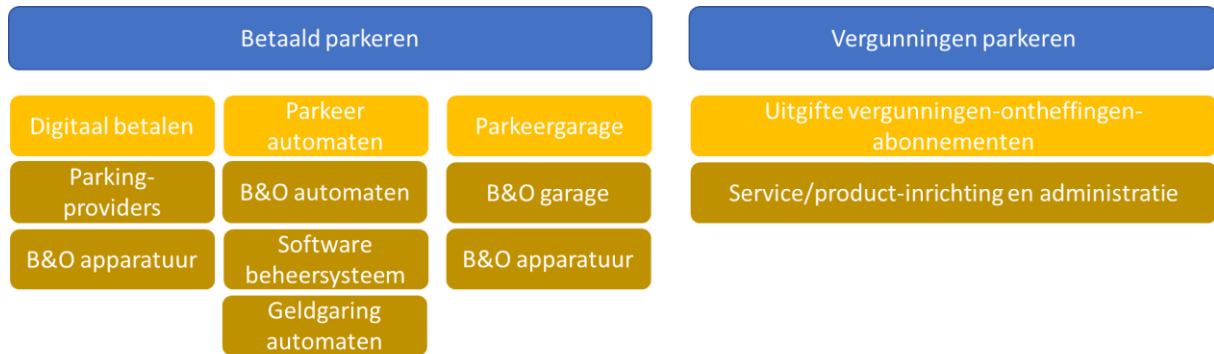 Betaald parkeren
Vergunningen parkeren
Digitaal betalen
Parkeer
automaten
Parkeergarage
Uitgifte vergunningen-ontheffingen-
abonnementen
Parking-
providers
B&O automaten
B&O garage
Service/product-inrichting en administratie
B&O apparatuur
Software
beheersysteem
B&O apparatuur
Geldgaring
automaten